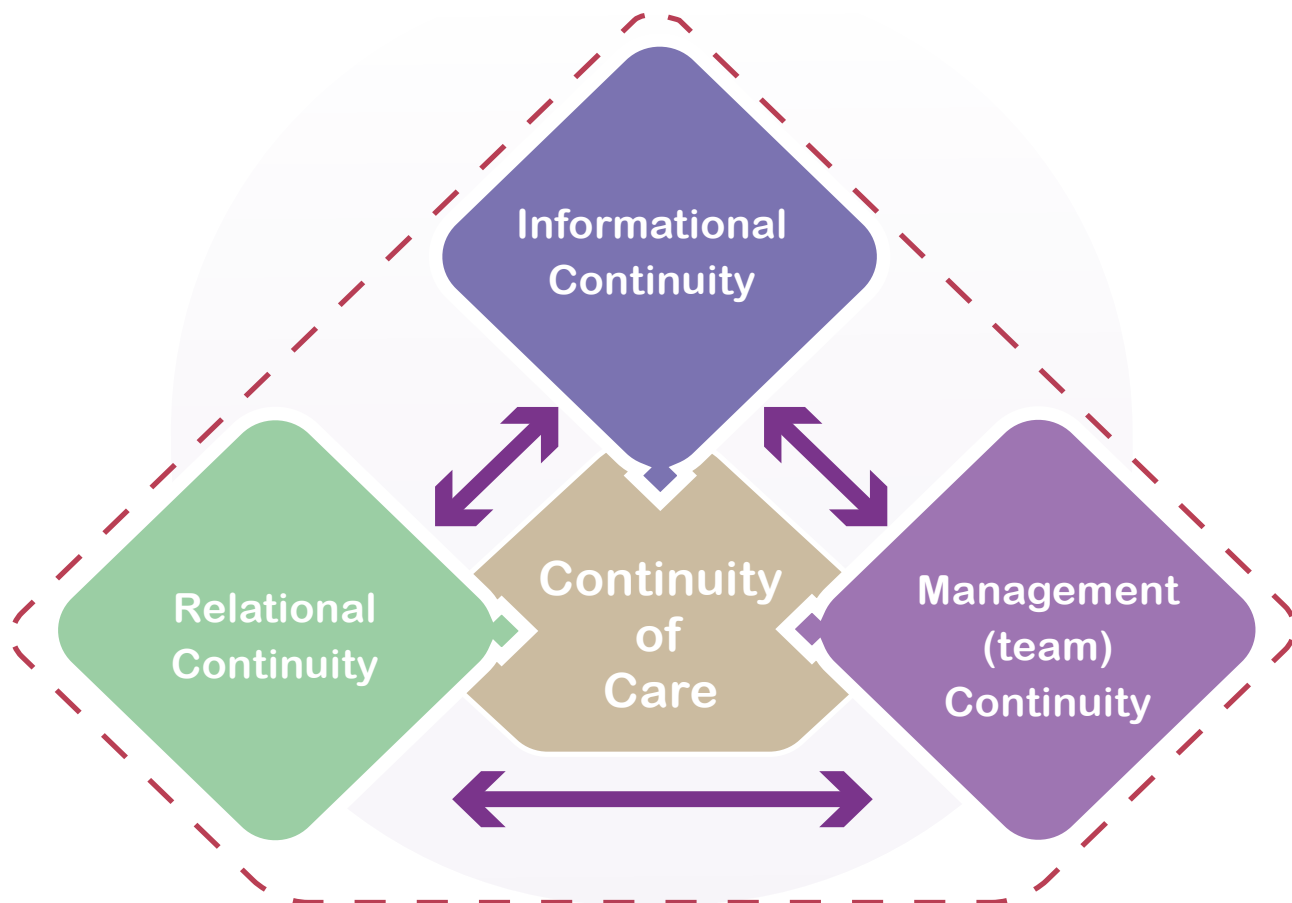 Informational
Continuity
Relational
Continuity
Continuity
of
Care
Management
(team)
Continuity